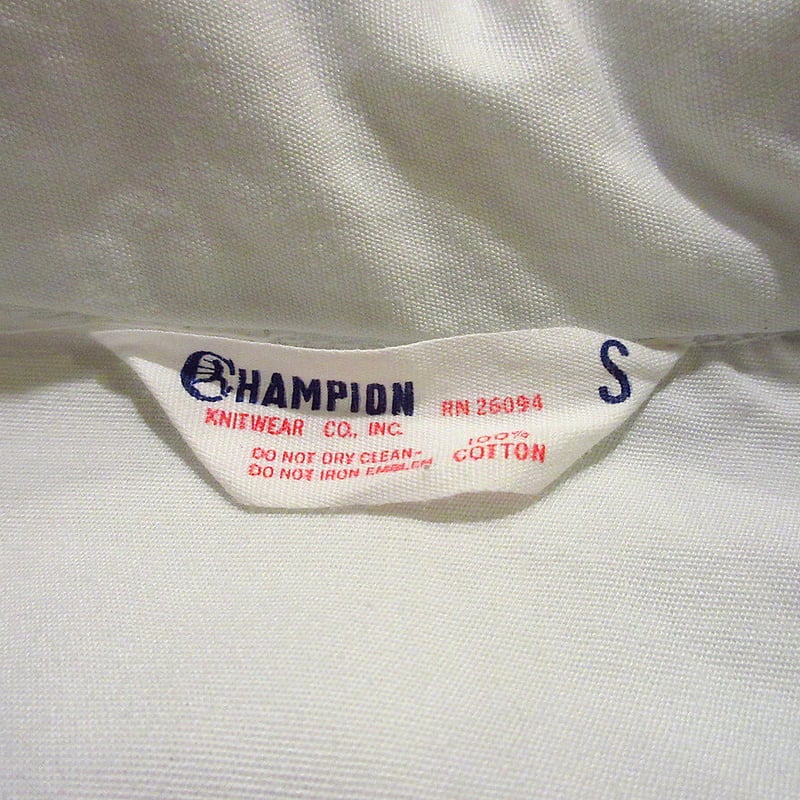 CHAMPION
KNITWEAR CO., INC.
DO NOT DRY CLEAN-
DO NOT IRON EMBLEM
RN 26094
100%
COTTON
S